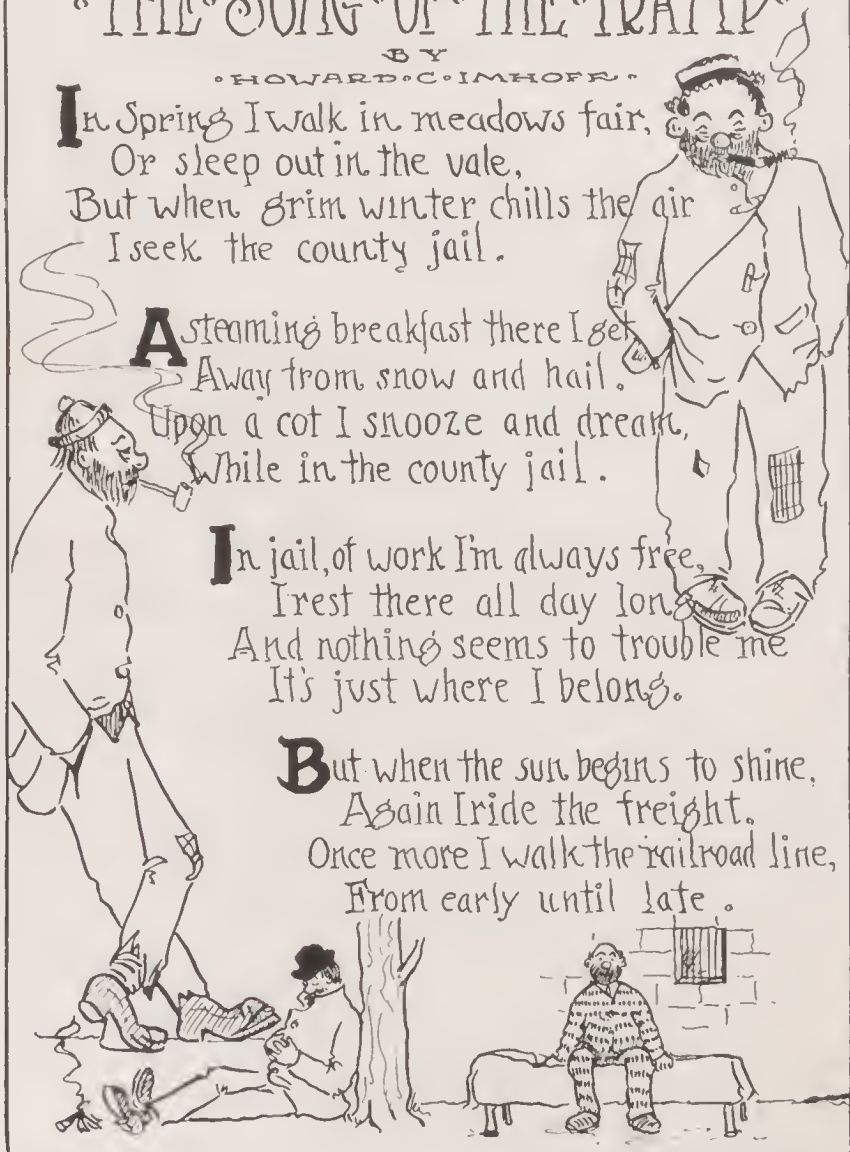 THE SONG OF THE TRAMP
BY
HOWARD C. IMHOFF
In Spring I walk in meadows fair,
Or sleep out in the vale,
But when grim winter chills the air
I seek the county jail.
A steaming breakfast there I get
Away from snow and hail.
Upon a cot I snooze and dream,
While in the county jail.
In jail, of work I'm always free,
I rest there all day long
And nothing seems to trouble me
It's just where I belong.
But when the sun begins to shine,
Again I ride the freight.
Once more I walk the railroad line,
From early until late.